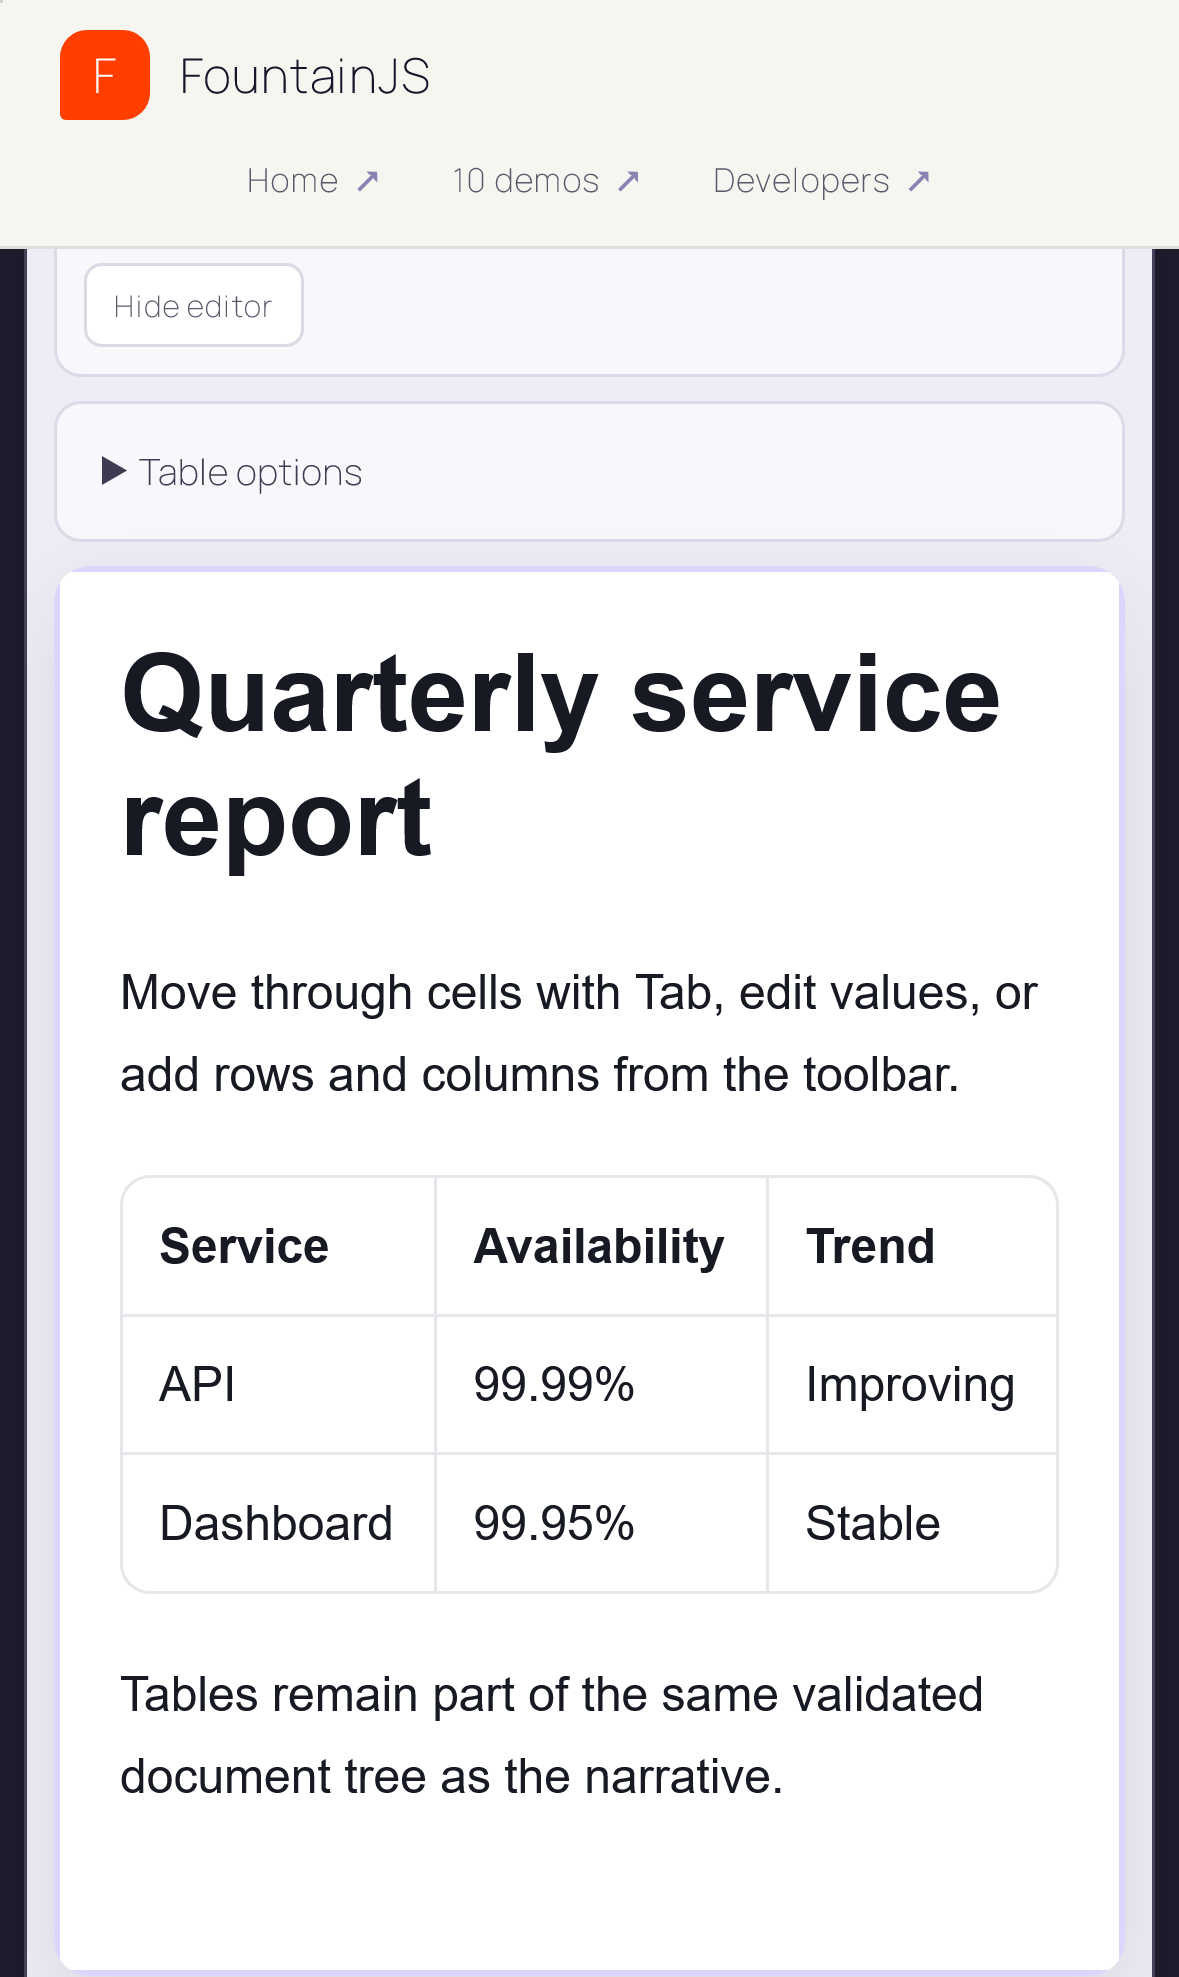 F FountainJS
Home ↗ 10 demos ↗ Developers ↗
Hide editor
▶ Table options
Quarterly service
report
Move through cells with Tab, edit values, or
add rows and columns from the toolbar.
Service Availability Trend
API 99.99% Improving
Dashboard 99.95% Stable
Tables remain part of the same validated
document tree as the narrative.